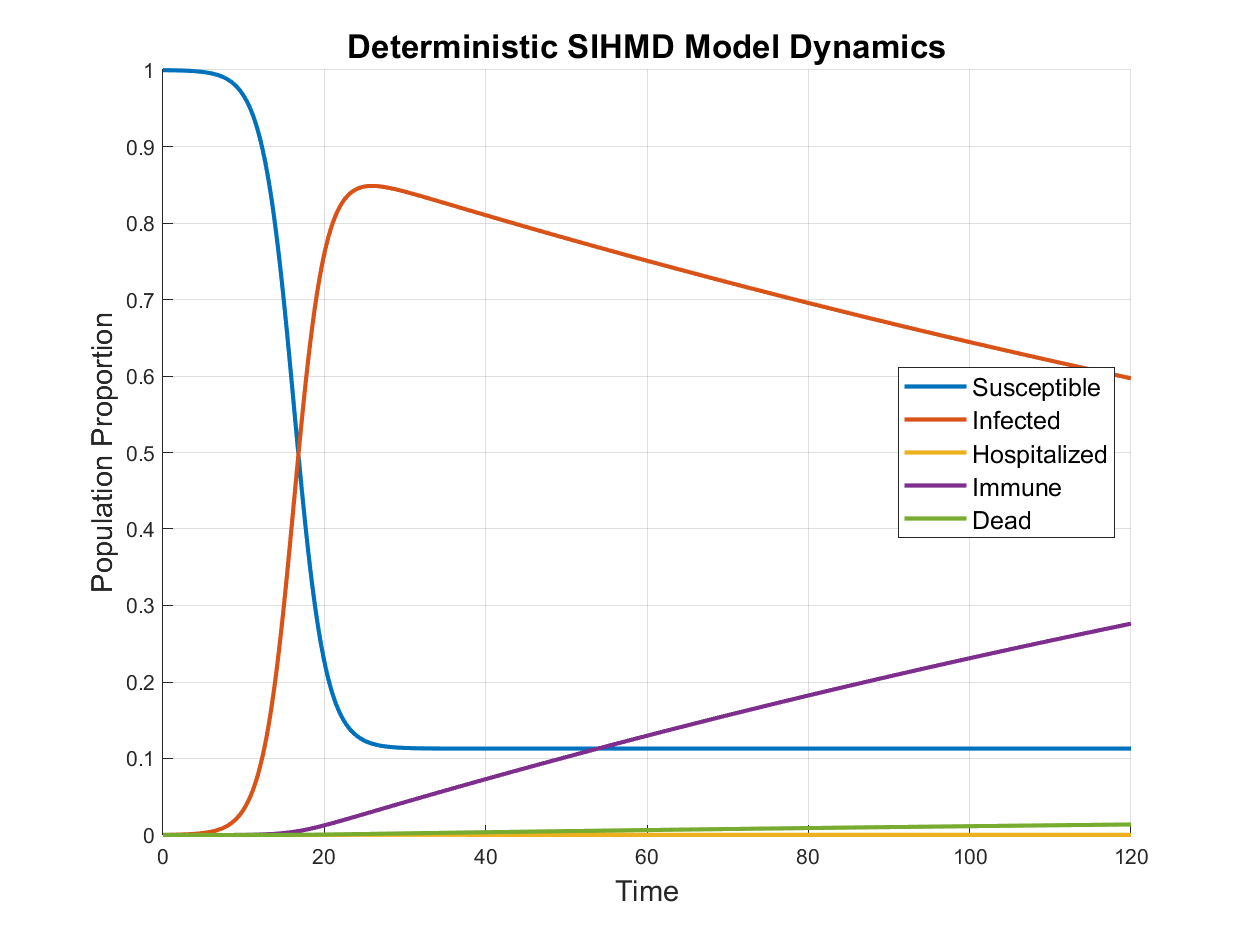 Deterministic SIHMD Model Dynamics
1
0.9
0.8
0.7
0.6
0.5
0.4
0.3
0.2
0.1
0
Population Proportion
Susceptible
Infected
Hospitalized
Immune
Dead
0 20 40 60 80 100 120
Time